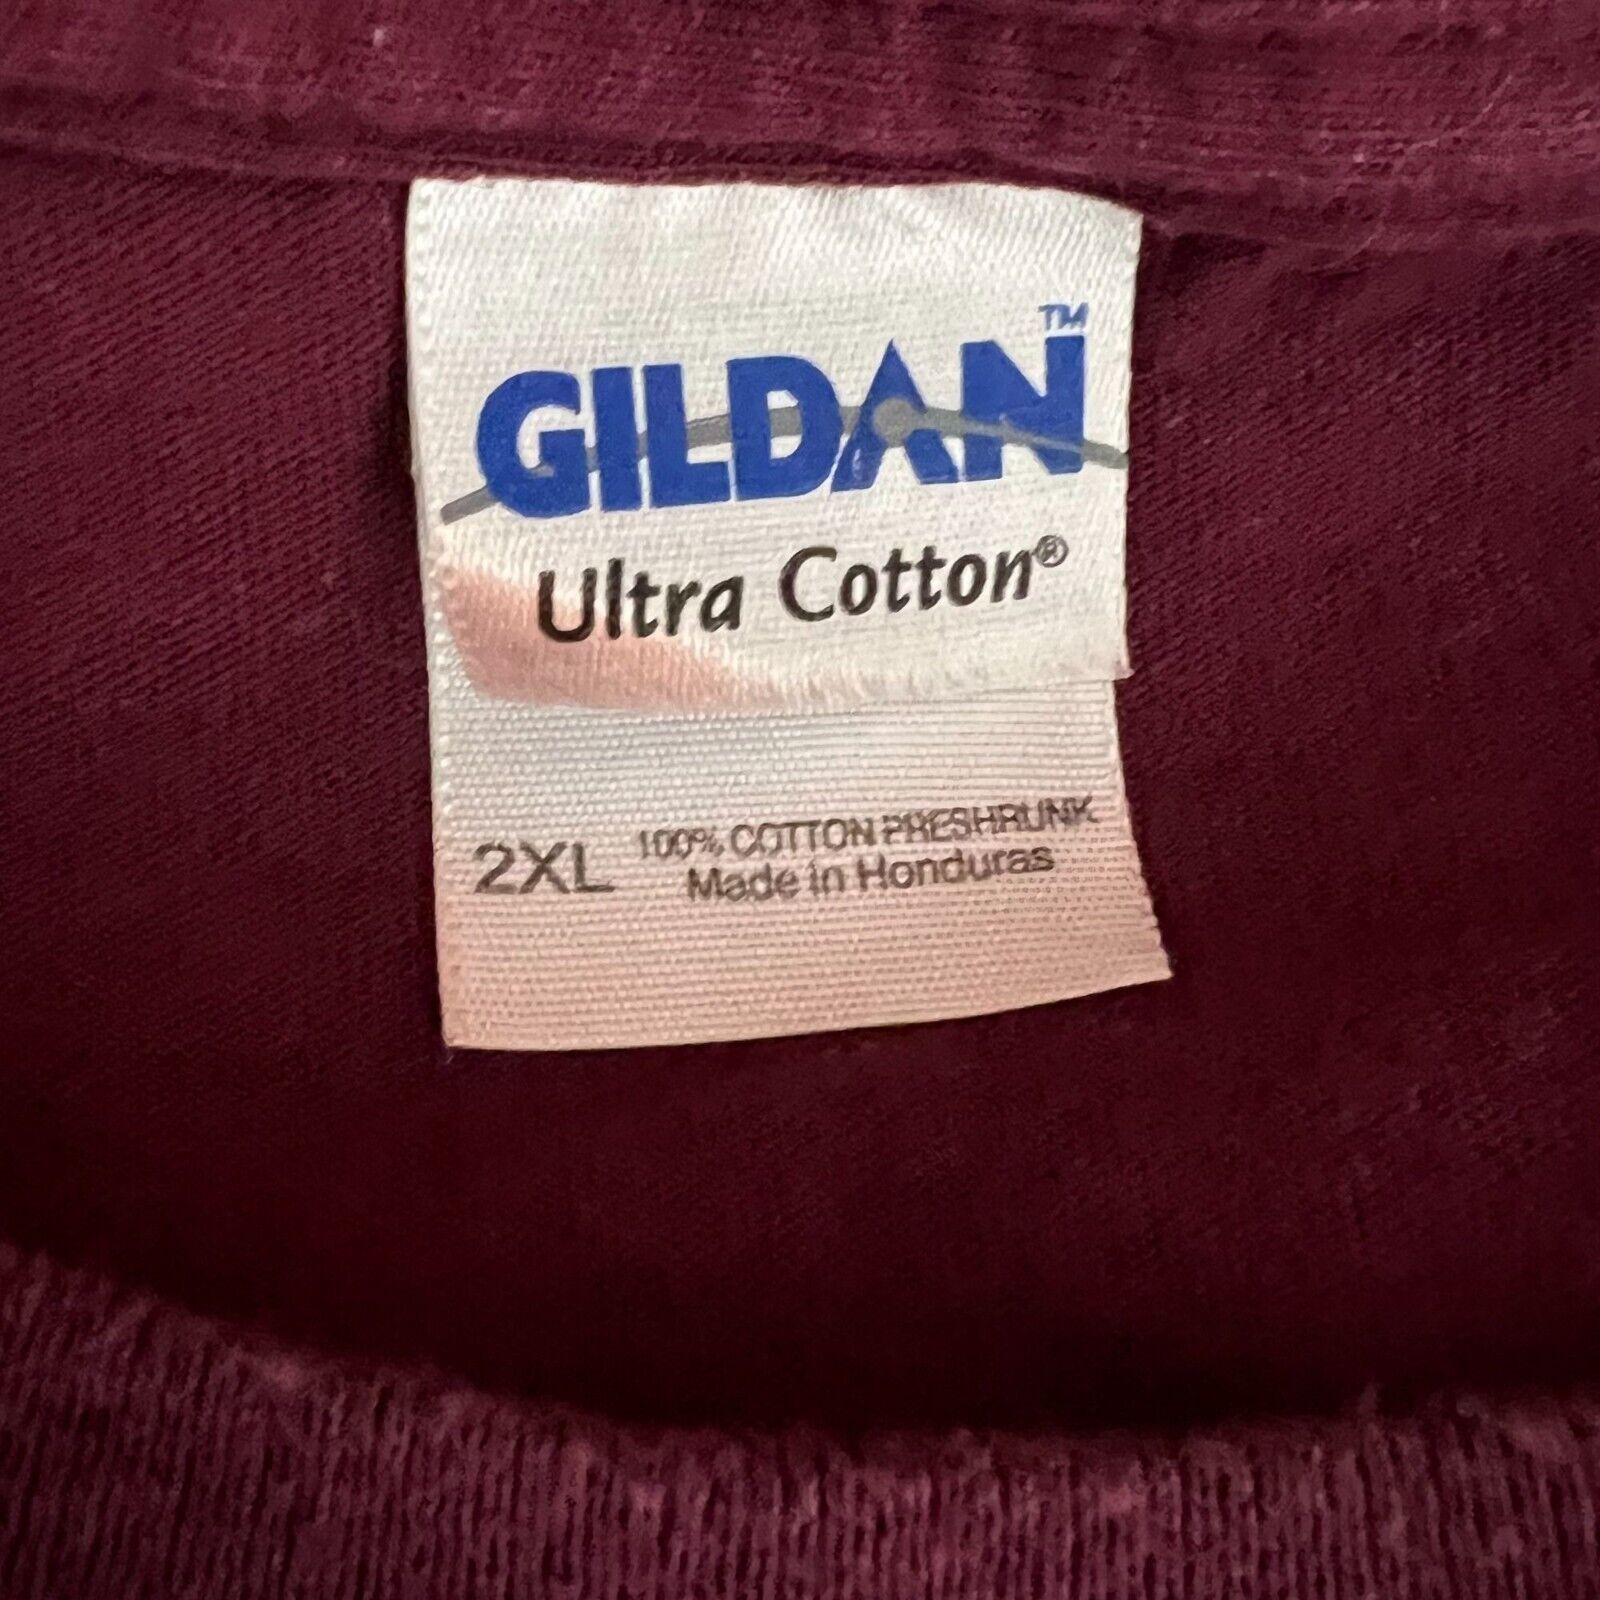 GILDAN™
Ultra Cotton®
2XL
100% COTTON PRESHRUNK
Made in Honduras